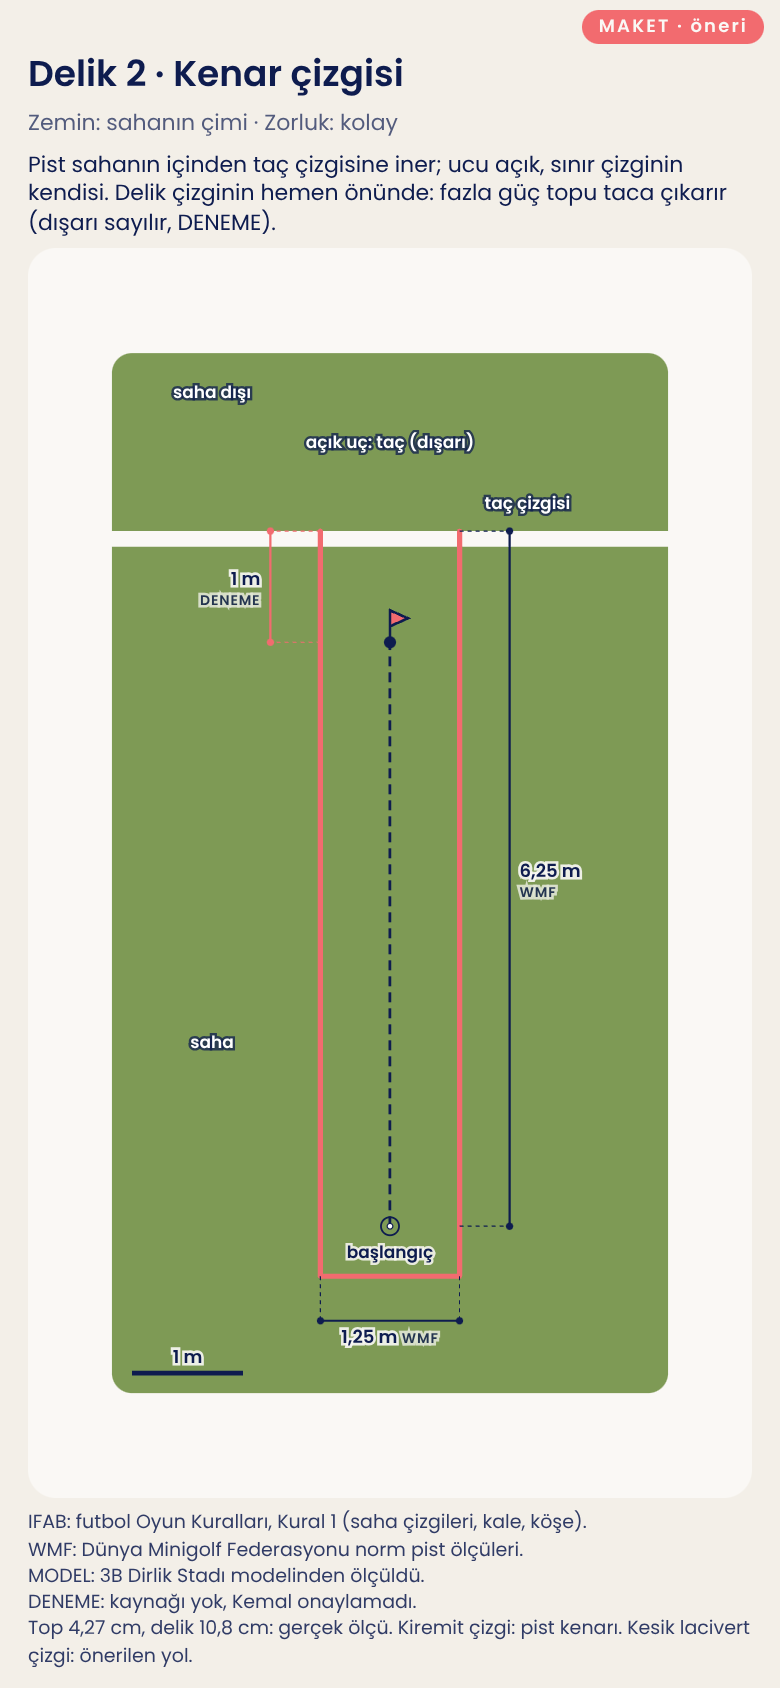 MAKET · öneri
Delik 2 · Kenar çizgisi
Zemin: sahanın çimi · Zorluk: kolay
Pist sahanın içinden taç çizgisine iner; ucu açık, sınır çizginin
kendisi. Delik çizginin hemen önünde: fazla güç topu taca çıkarır
(dışarı sayılır, DENEME).
saha dışı
açık uç: taç (dışarı)
taç çizgisi
1 m
DENEME
6,25 m
WMF
saha
başlangıç
1,25 m WMF
1 m
IFAB: futbol Oyun Kuralları, Kural 1 (saha çizgileri, kale, köşe).
WMF: Dünya Minigolf Federasyonu norm pist ölçüleri.
MODEL: 3B Dirlik Stadı modelinden ölçüldü.
DENEME: kaynağı yok, Kemal onaylamadı.
Top 4,27 cm, delik 10,8 cm: gerçek ölçü. Kiremit çizgi: pist kenarı. Kesik lacivert
çizgi: önerilen yol.